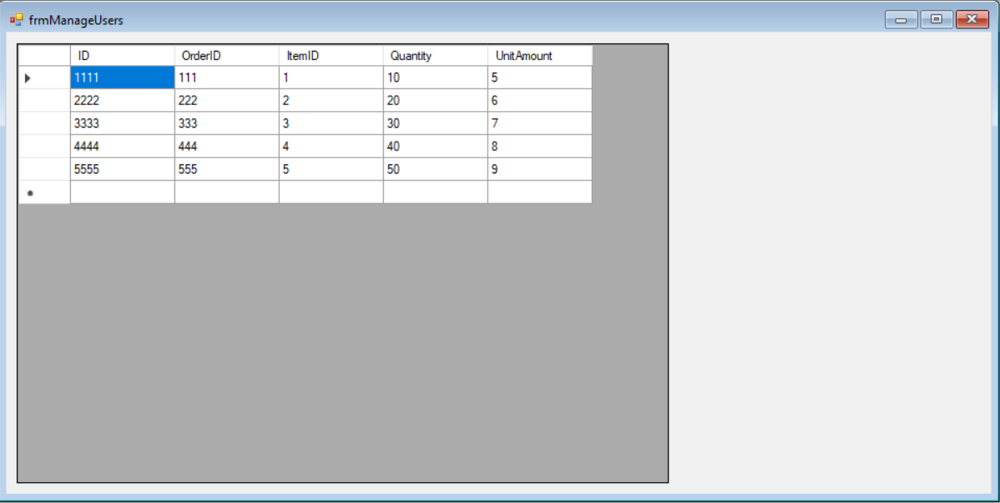 frmManageUsers
ID OrderID ItemID Quantity UnitAmount
1111 111 1 10 5
2222 222 2 20 6
3333 333 3 30 7
4444 444 4 40 8
5555 555 5 50 9